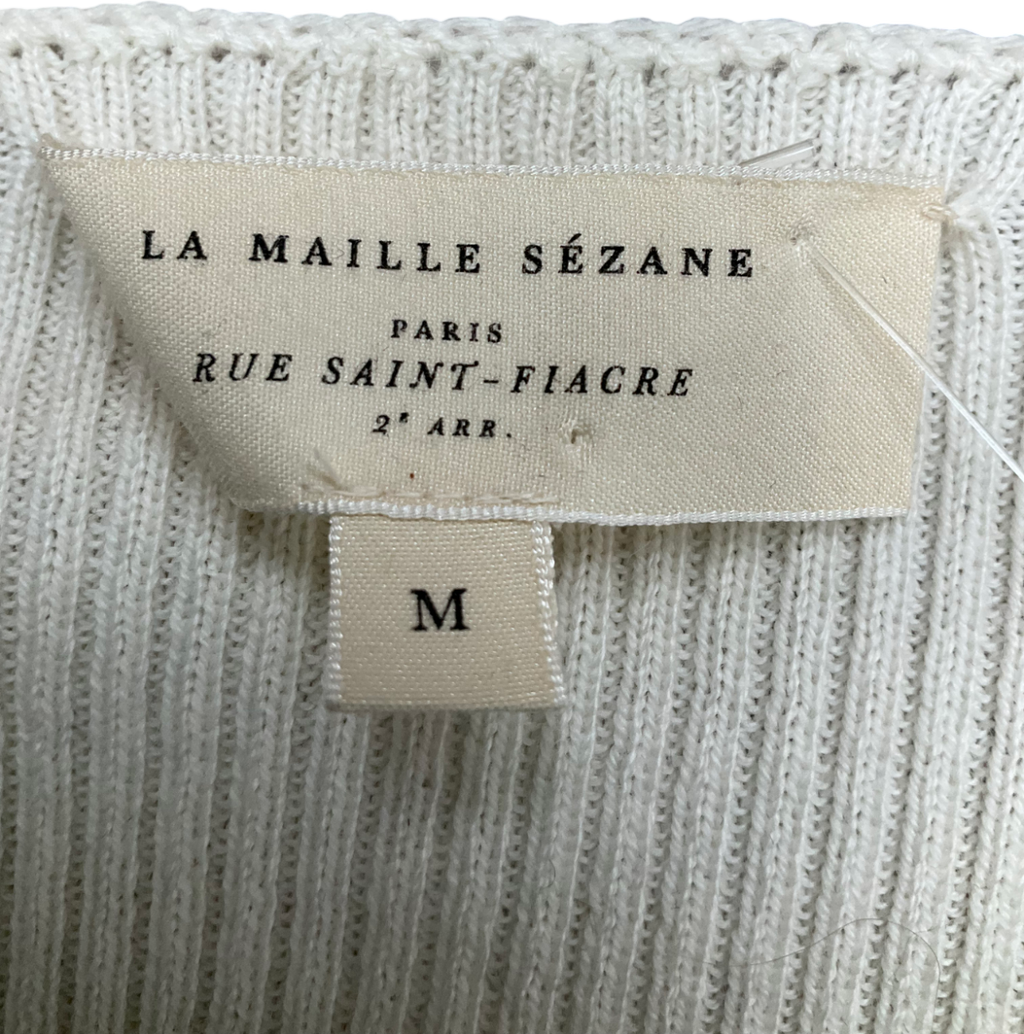 LA MAILLE SÉZANE
PARIS
RUE SAINT-FIACRE
2E ARR.
M